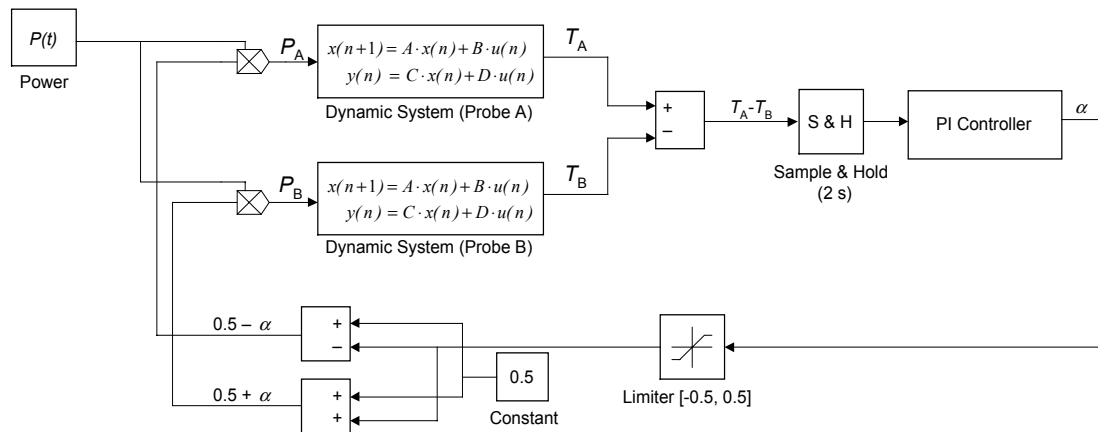 P(t)
Power
P_A
x(n+1) = A·x(n)+B·u(n)
y(n) = C·x(n)+D·u(n)
Dynamic System (Probe A)
T_A
P_B
x(n+1) = A·x(n)+B·u(n)
y(n) = C·x(n)+D·u(n)
Dynamic System (Probe B)
T_B
+
−
T_A-T_B
S & H
Sample & Hold
(2 s)
PI Controller
α
0.5 – α
+
−
0.5 + α
+
+
0.5
Constant
Limiter [-0.5, 0.5]